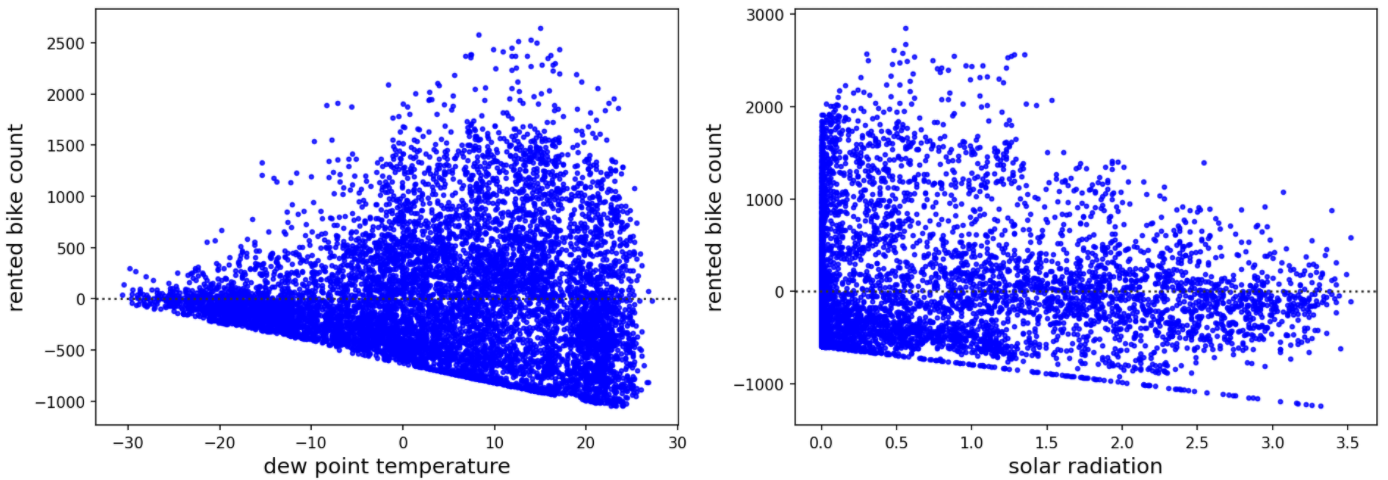 2500
2000
1500
1000
500
0
−500
−1000
rented bike count
−30 −20 −10 0 10 20 30
dew point temperature
3000
2000
1000
0
−1000
rented bike count
0.0 0.5 1.0 1.5 2.0 2.5 3.0 3.5
solar radiation